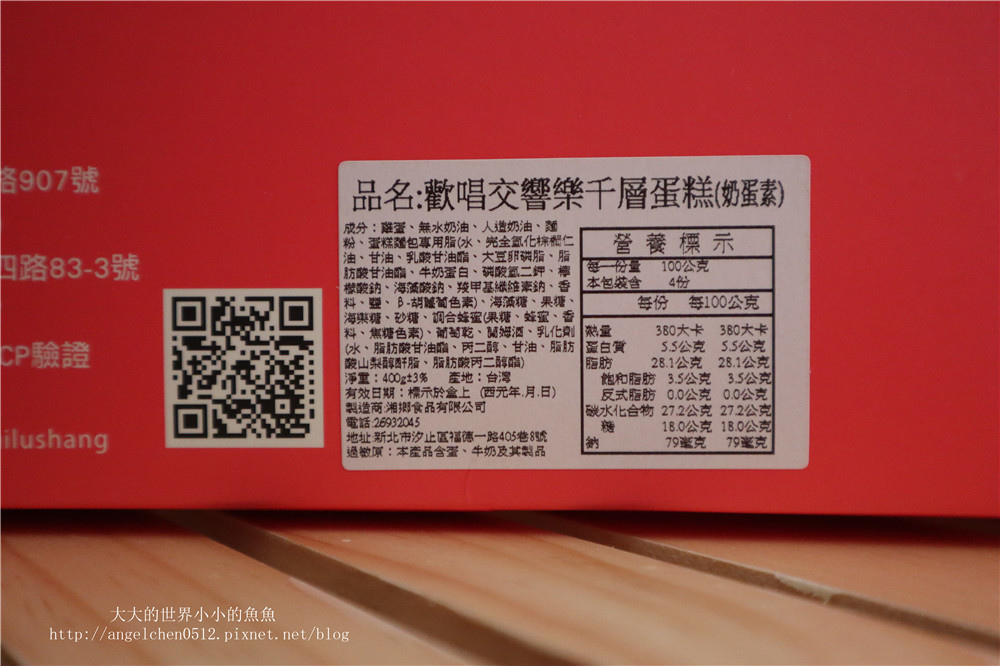 路907號
四路83-3號
CP驗證
ilushang
品名:歡唱交響樂千層蛋糕(奶蛋素)
成分：雞蛋、無水奶油、人造奶油、麵
粉、蛋糕麵包專用脂(水、完全氫化棕櫚仁
油、甘油、乳酸甘油酯、大豆卵磷脂、脂
肪酸甘油酯、牛奶蛋白、磷酸氫二鉀、檸
檬酸鈉、海藻酸鈉、羧甲基纖維素鈉、香
料、鹽、β-胡蘿蔔色素)、海藻糖、果糖、
海樂糖、砂糖、調合蜂蜜(果糖、蜂蜜、香
料、焦糖色素)、葡萄乾、蘭姆酒、乳化劑
(水、脂肪酸甘油酯、丙二醇、甘油、脂肪
酸山梨醇酐脂、脂肪酸丙二醇酯)
淨重：400g±3% 產地：台灣
有效日期：標示於盒上 (西元年.月.日)
製造商:湘鄉食品有限公司
電話:26932045
地址:新北市汐止區福德一路405巷8號
過敏原：本產品含蛋、牛奶及其製品
營養標示
每一份量 100公克
本包裝含 4份
每份 每100公克
熱量 380大卡 380大卡
蛋白質 5.5公克 5.5公克
脂肪 28.1公克 28.1公克
飽和脂肪 3.5公克 3.5公克
反式脂肪 0.0公克 0.0公克
碳水化合物 27.2公克 27.2公克
糖 18.0公克 18.0公克
鈉 79毫克 79毫克
大大的世界小小的魚魚
http://angelchen0512.pixnet.net/blog